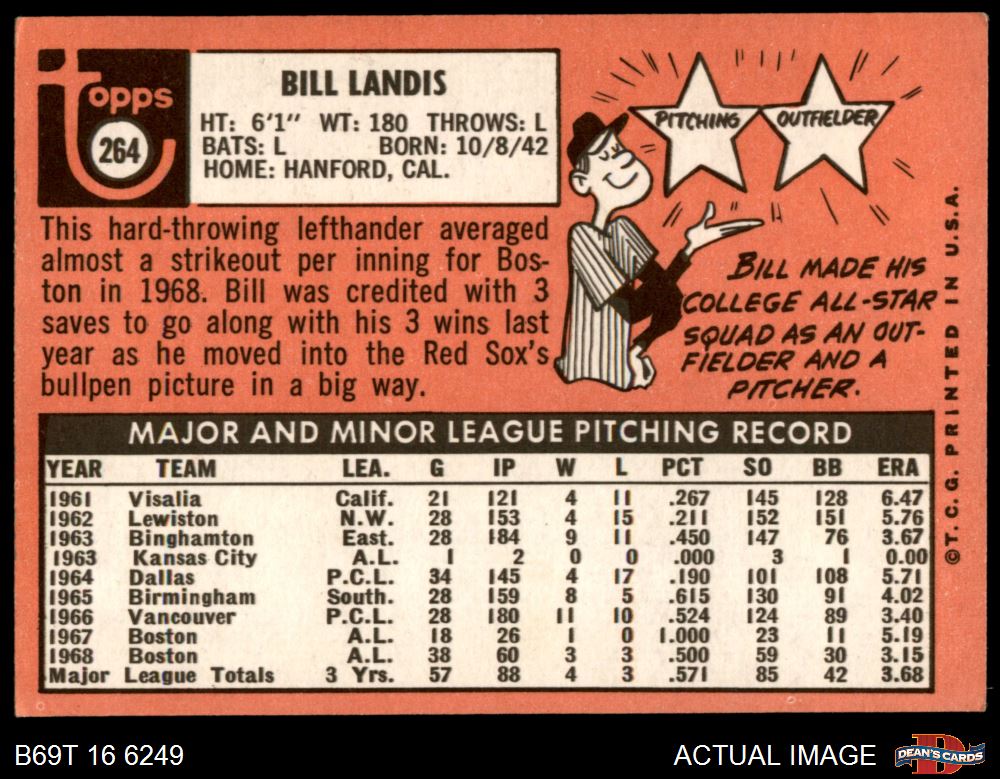 Topps
264
BILL LANDIS
HT: 6'1" WT: 180 THROWS: L
BATS: L BORN: 10/8/42
HOME: HANFORD, CAL.
This hard-throwing lefthander averaged
almost a strikeout per inning for Bos-
ton in 1968. Bill was credited with 3
saves to go along with his 3 wins last
year as he moved into the Red Sox's
bullpen picture in a big way.
PITCHING OUTFIELDER
BILL MADE HIS
COLLEGE ALL-STAR
SQUAD AS AN OUT-
FIELDER AND A
PITCHER.
MAJOR AND MINOR LEAGUE PITCHING RECORD
YEAR TEAM LEA. G IP W L PCT SO BB ERA
1961 Visalia Calif. 21 121 4 11 .267 145 128 6.47
1962 Lewiston N.W. 28 153 4 15 .211 152 151 5.76
1963 Binghamton East. 28 184 9 11 .450 147 76 3.67
1963 Kansas City A.L. 1 2 0 0 .000 3 1 0.00
1964 Dallas P.C.L. 34 145 4 17 .190 101 108 5.71
1965 Birmingham South. 28 159 8 5 .615 130 91 4.02
1966 Vancouver P.C.L. 28 180 11 10 .524 124 89 3.40
1967 Boston A.L. 18 26 1 0 1.000 23 11 5.19
1968 Boston A.L. 38 60 3 3 .500 59 30 3.15
Major League Totals 3 Yrs. 57 88 4 3 .571 85 42 3.68
©T.C.G. PRINTED IN U.S.A.
B69T 16 6249
ACTUAL IMAGE
DEAN'S CARDS